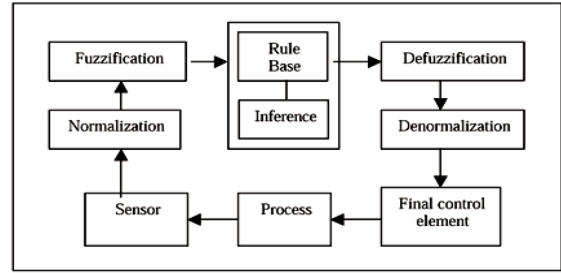 Fuzzification
Rule
Base
Defuzzification
Normalization
Inference
Denormalization
Sensor
Process
Final control
element